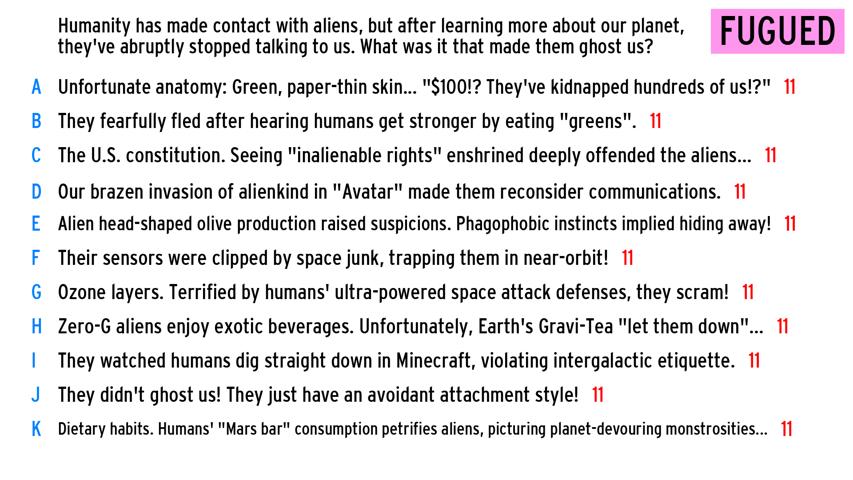 Humanity has made contact with aliens, but after learning more about our planet,
they've abruptly stopped talking to us. What was it that made them ghost us?
FUGUED
A Unfortunate anatomy: Green, paper-thin skin... "$100!? They've kidnapped hundreds of us!?" 11
B They fearfully fled after hearing humans get stronger by eating "greens". 11
C The U.S. constitution. Seeing "inalienable rights" enshrined deeply offended the aliens... 11
D Our brazen invasion of alienkind in "Avatar" made them reconsider communications. 11
E Alien head-shaped olive production raised suspicions. Phagophobic instincts implied hiding away! 11
F Their sensors were clipped by space junk, trapping them in near-orbit! 11
G Ozone layers. Terrified by humans' ultra-powered space attack defenses, they scram! 11
H Zero-G aliens enjoy exotic beverages. Unfortunately, Earth's Gravi-Tea "let them down"... 11
I They watched humans dig straight down in Minecraft, violating intergalactic etiquette. 11
J They didn't ghost us! They just have an avoidant attachment style! 11
K Dietary habits. Humans' "Mars bar" consumption petrifies aliens, picturing planet-devouring monstrosities... 11